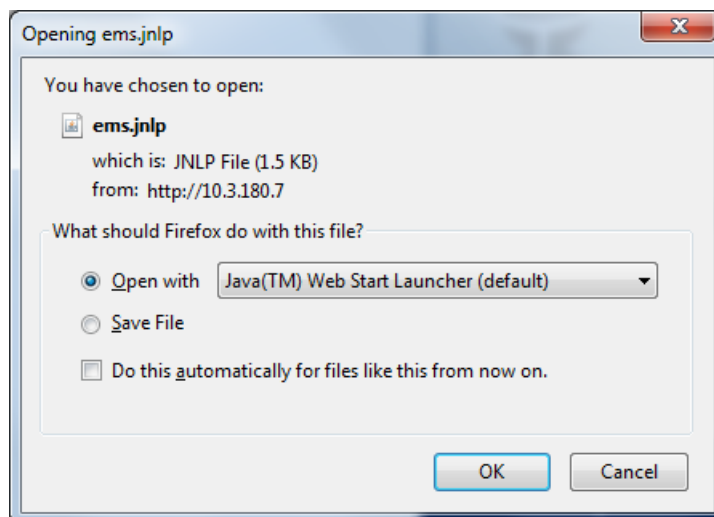 Opening ems.jnlp
You have chosen to open:
ems.jnlp
which is: JNLP File (1.5 KB)
from: http://10.3.180.7
What should Firefox do with this file?
Open with Java(TM) Web Start Launcher (default)
Save File
Do this automatically for files like this from now on.
OK Cancel